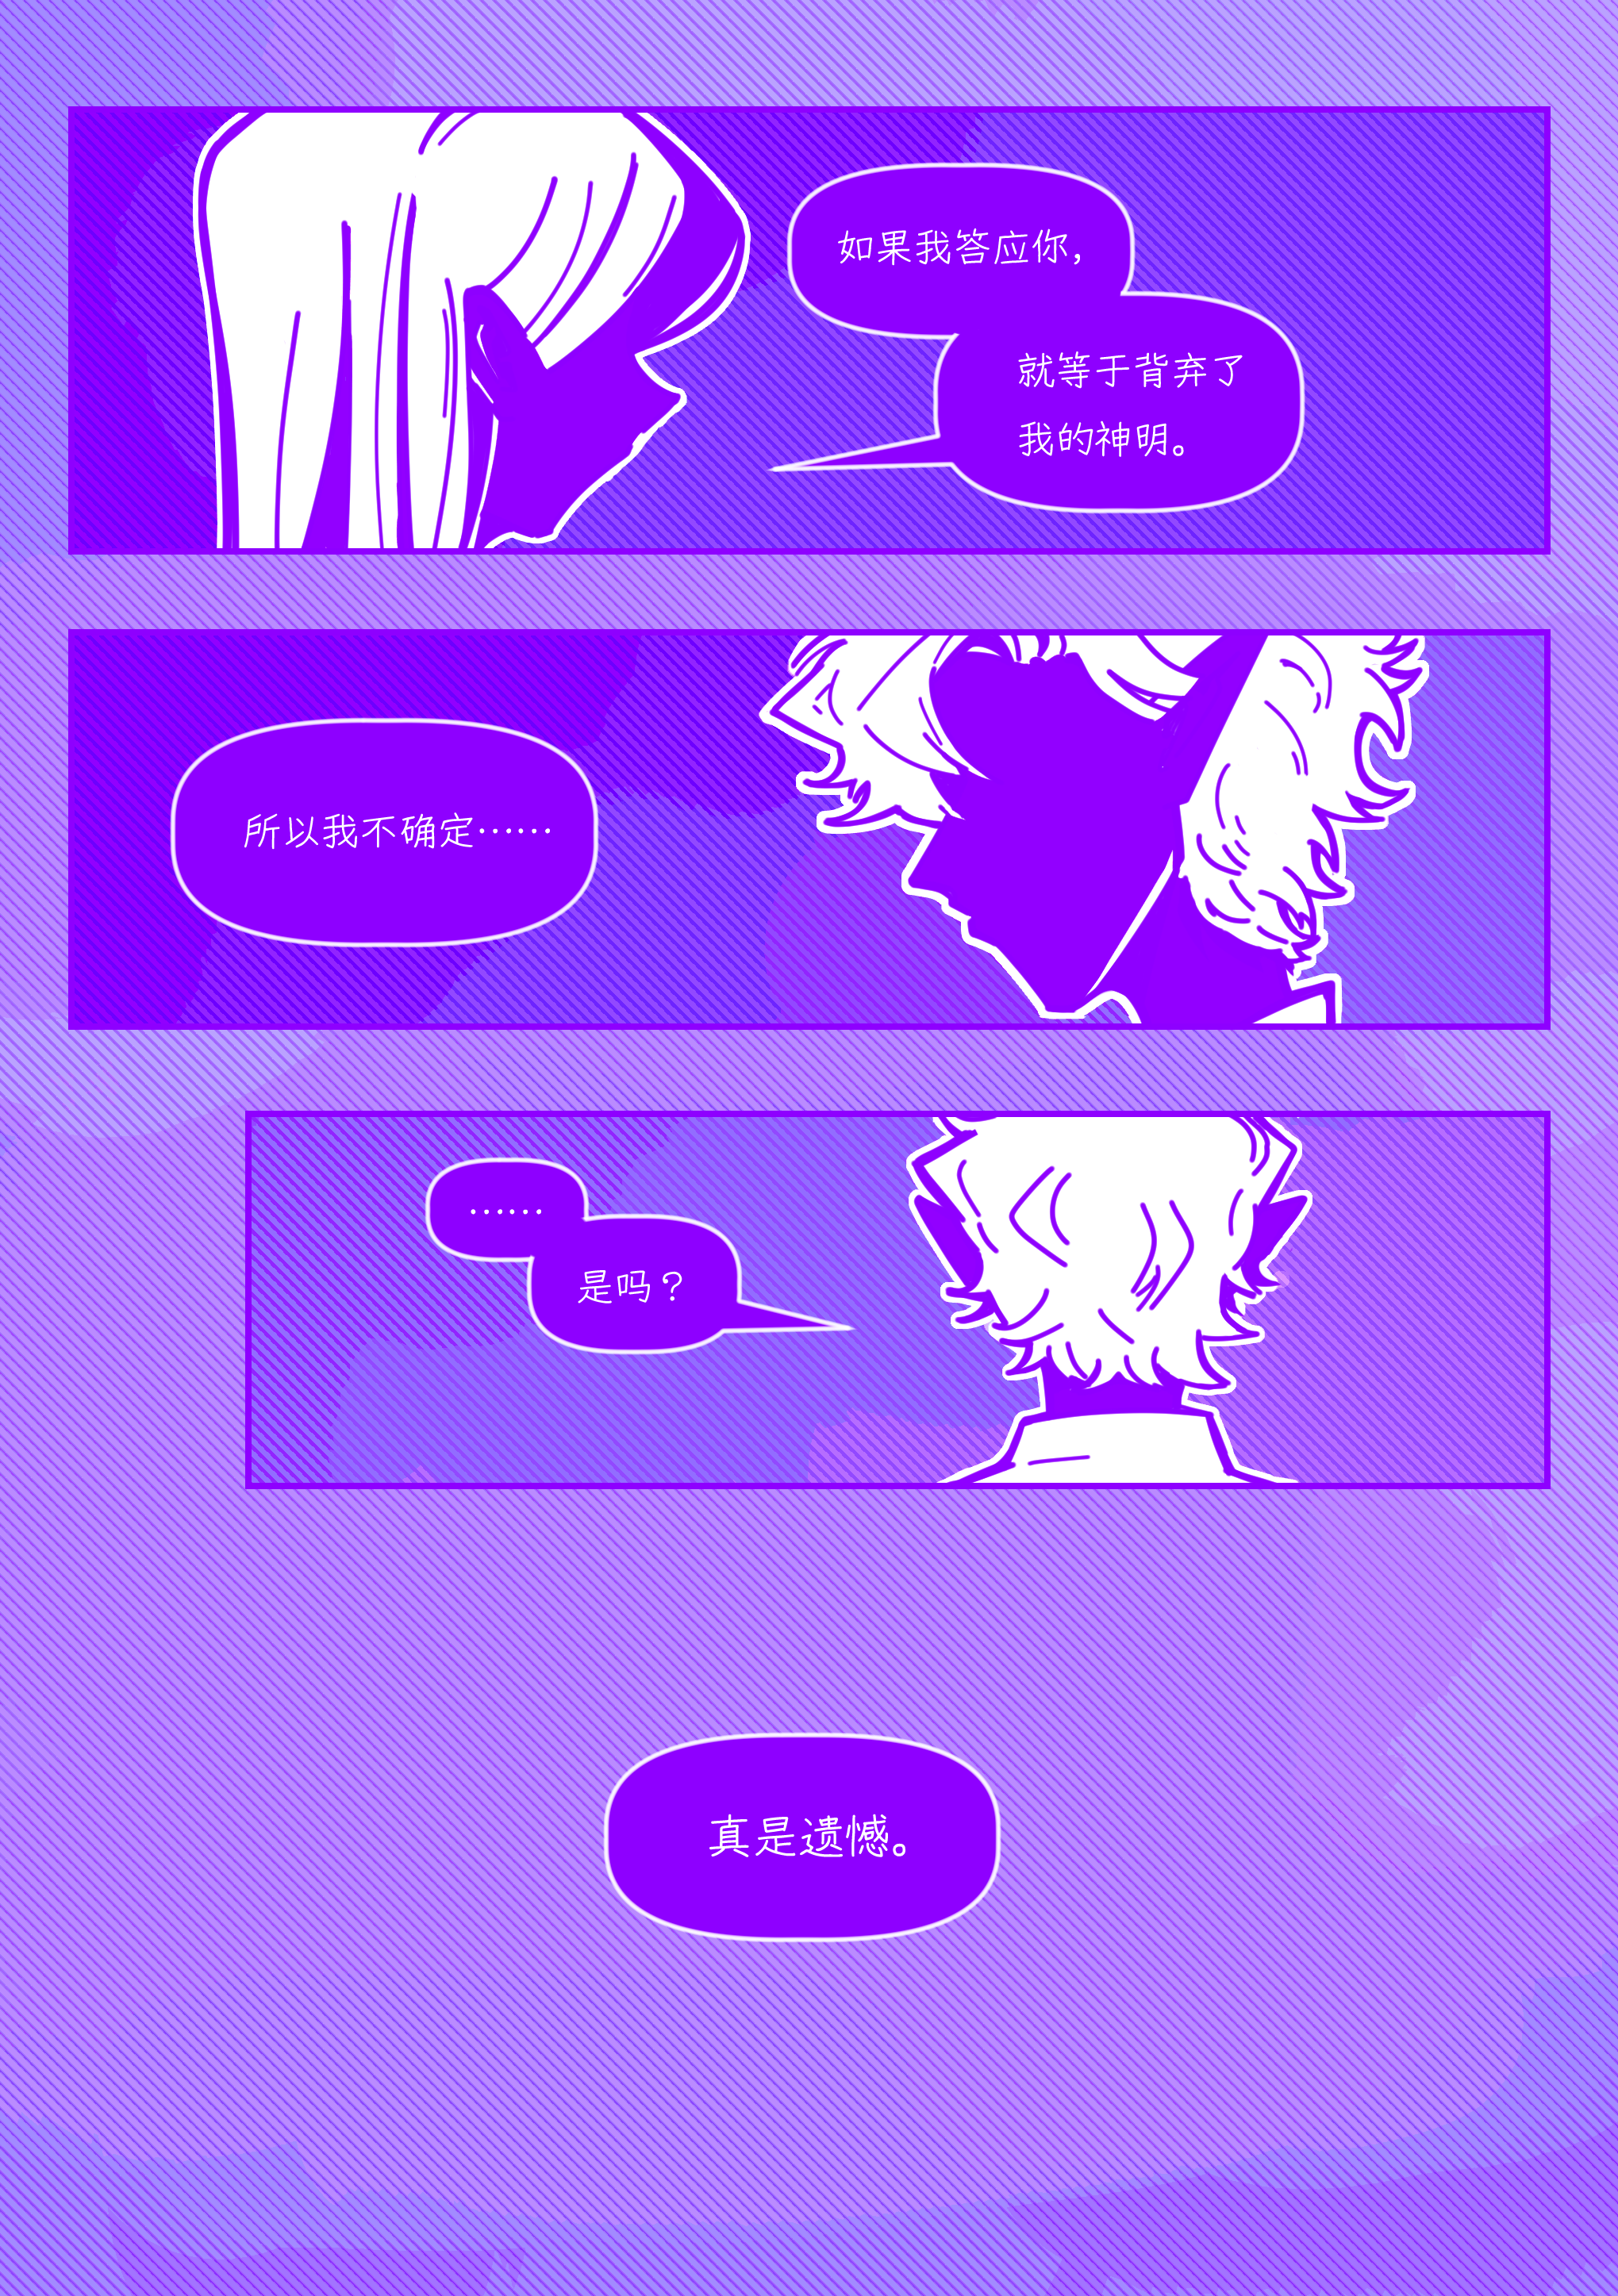 如果我答应你，
就等于背弃了
我的神明。
所以我不确定……
……
是吗？
真是遗憾。